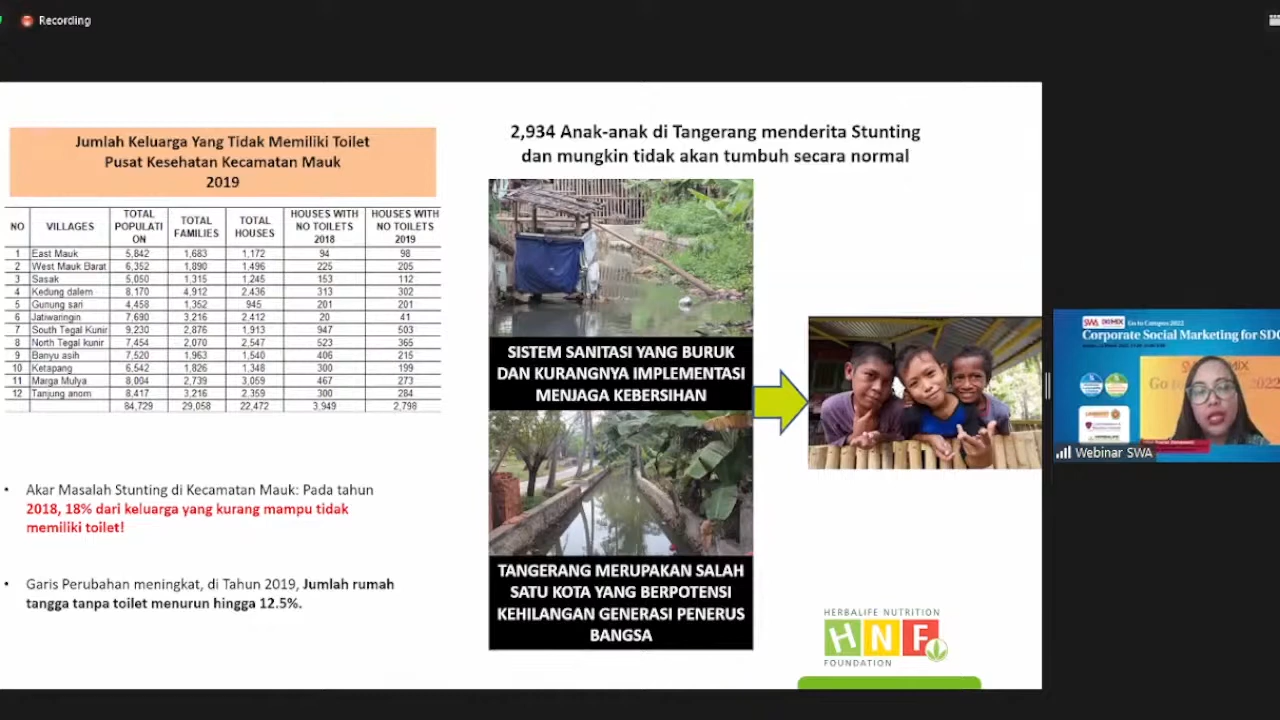 Recording
Jumlah Keluarga Yang Tidak Memiliki Toilet
Pusat Kesehatan Kecamatan Mauk
2019
NO VILLAGES TOTAL POPULATI ON TOTAL FAMILIES TOTAL HOUSES HOUSES WITH NO TOILETS 2018 HOUSES WITH NO TOILETS 2019
1 East Mauk 5,842 1,683 1,172 94 98
2 West Mauk Barat 6,352 1,890 1,496 225 205
3 Sasak 5,050 1,315 1,245 153 112
4 Kedung dalem 8,170 4,912 2,436 313 302
5 Gunung sari 4,458 1,352 945 201 201
6 Jatiwaringin 7,690 3,216 2,412 20 41
7 South Tegal Kunir 9,230 2,876 1,913 947 503
8 North Tegal kunir 7,454 2,070 2,547 523 365
9 Banyu asih 7,520 1,963 1,540 406 215
10 Ketapang 6,542 1,826 1,348 300 199
11 Marga Mulya 8,004 2,739 3,059 467 273
12 Tanjung anom 8,417 3,216 2,359 300 284
84,729 29,058 22,472 3,949 2,798
• Akar Masalah Stunting di Kecamatan Mauk: Pada tahun
2018, 18% dari keluarga yang kurang mampu tidak
memiliki toilet!
• Garis Perubahan meningkat, di Tahun 2019, Jumlah rumah
tangga tanpa toilet menurun hingga 12.5%.
2,934 Anak-anak di Tangerang menderita Stunting
dan mungkin tidak akan tumbuh secara normal
SISTEM SANITASI YANG BURUK
DAN KURANGNYA IMPLEMENTASI
MENJAGA KEBERSIHAN
TANGERANG MERUPAKAN SALAH
SATU KOTA YANG BERPOTENSI
KEHILANGAN GENERASI PENERUS
BANGSA
HERBALIFE NUTRITION
HNF
FOUNDATION
SWA MIX Go to Campus 2022
Corporate Social Marketing for SDG
MIX
Go 2022
Webinar SWA